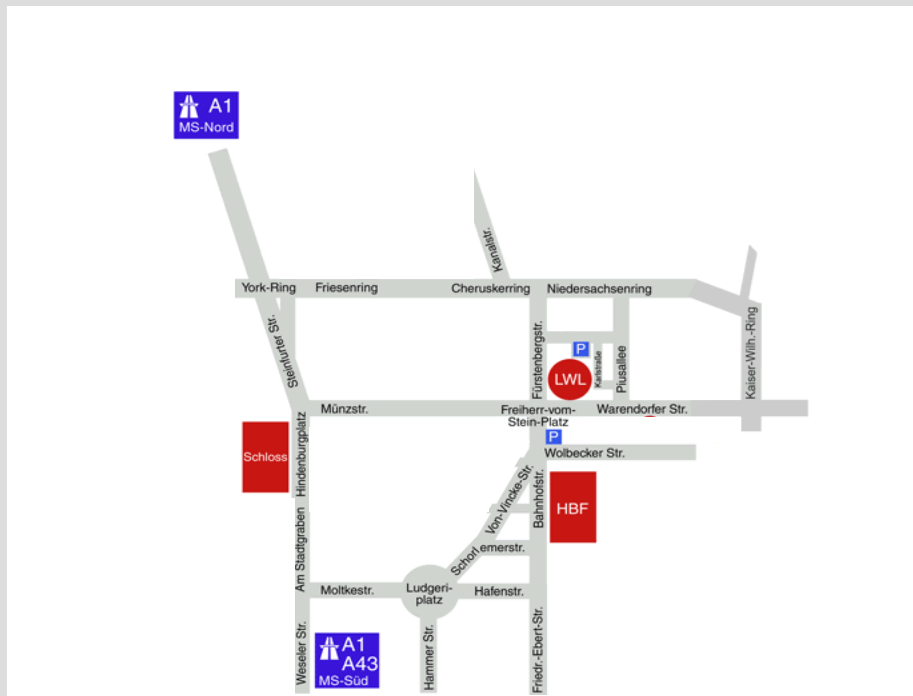 A1
MS-Nord
Kanalstr.
York-Ring
Friesenring
Cheruskerring
Niedersachsenring
Steinfurter Str.
Fürstenbergstr.
P
Karlstraße
Piusallee
Kaiser-Wilh.-Ring
LWL
Münzstr.
Freiherr-vom-
Stein-Platz
Warendorfer Str.
P
Schloss
Hindenburgplatz
Wolbecker Str.
Von-Vincke-Str.
Bahnhofstr.
HBF
Am Stadtgraben
Schorlemerstr.
Moltkestr.
Ludgeri-
platz
Hafenstr.
Weseler Str.
A1
A43
MS-Süd
Hammer Str.
Friedr.-Ebert-Str.